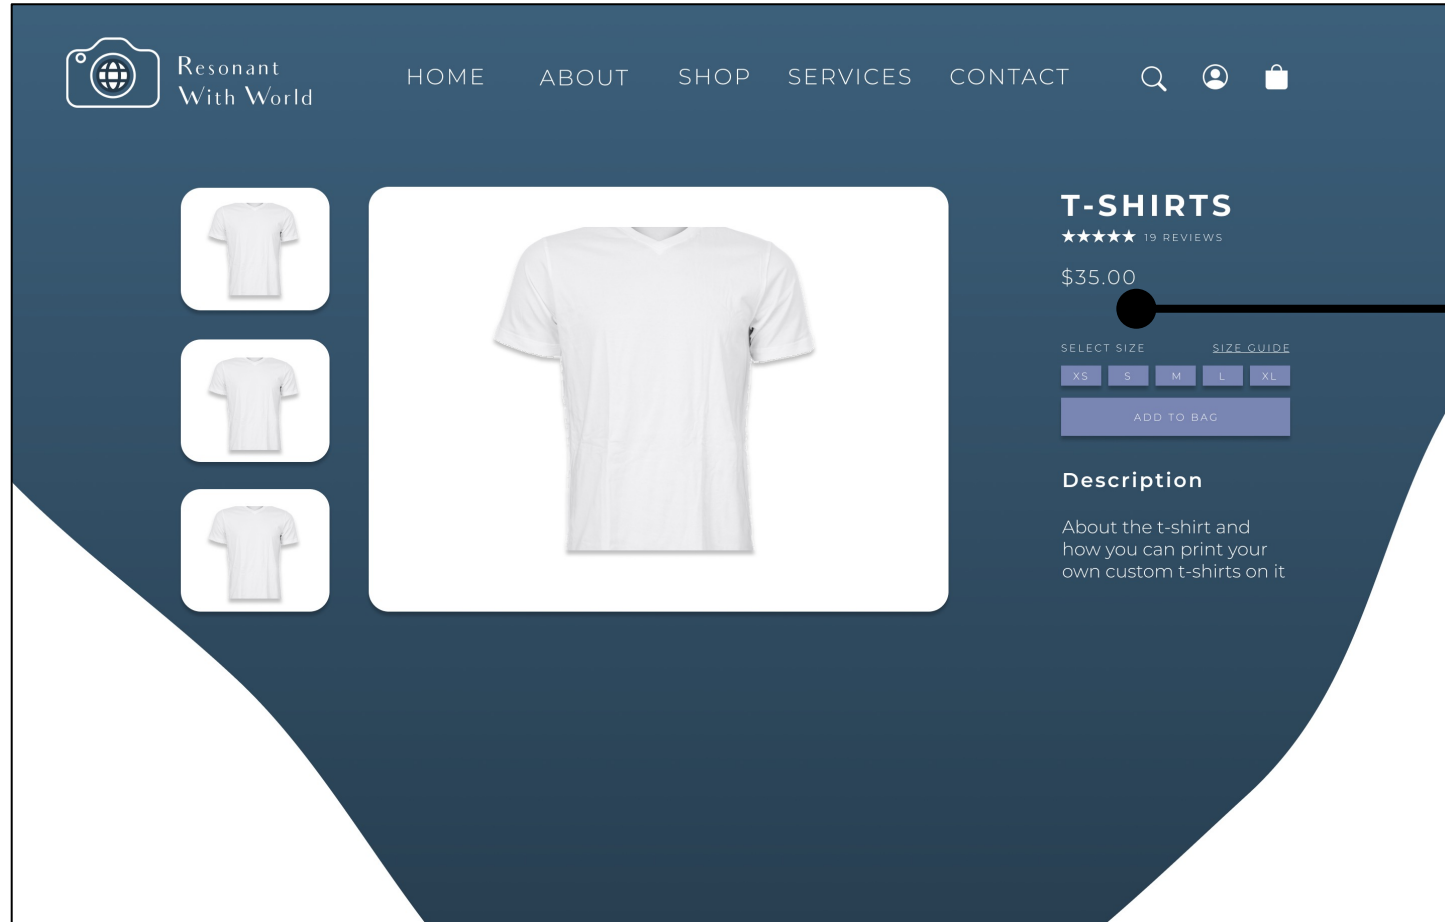 Resonant
With World
HOME ABOUT SHOP SERVICES CONTACT
T-SHIRTS
19 REVIEWS
$35.00
SELECT SIZE SIZE GUIDE
XS S M L XL
ADD TO BAG
Description
About the t-shirt and
how you can print your
own custom t-shirts on it